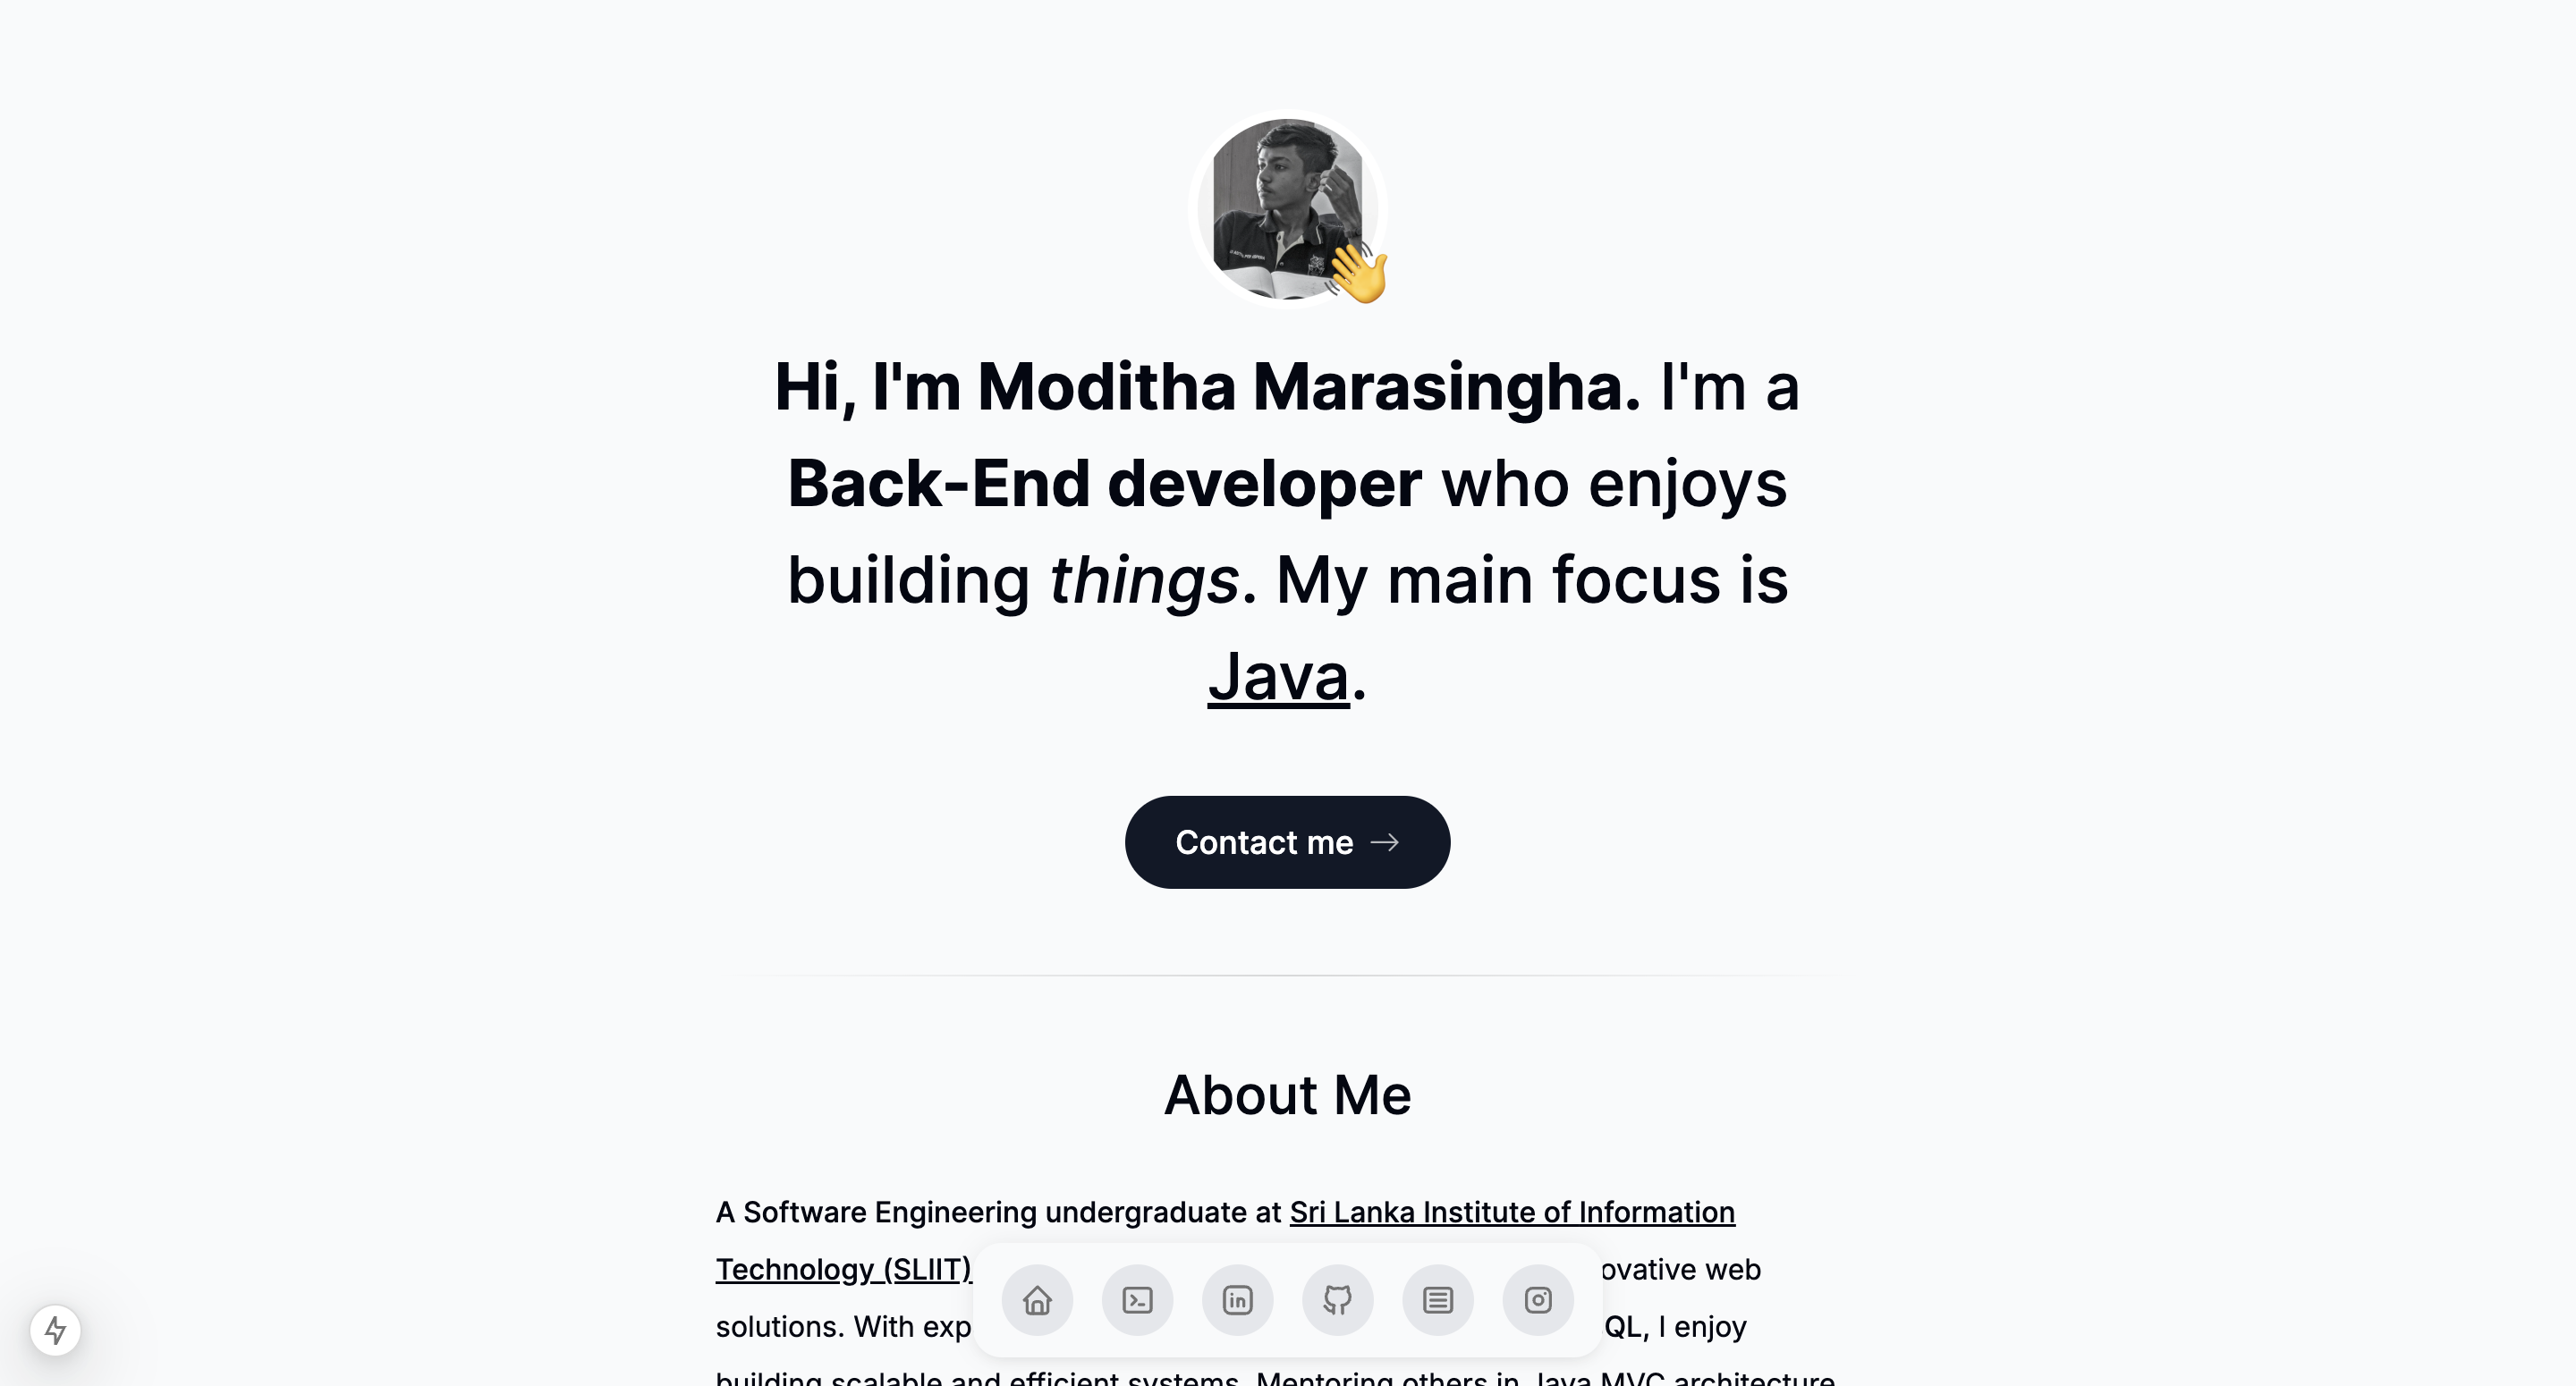 Hi, I'm Moditha Marasingha. I'm a
Back-End developer who enjoys
building things. My main focus is
Java.
Contact me
About Me
A Software Engineering undergraduate at Sri Lanka Institute of Information
Technology (SLIIT) ovative web
solutions. With exp QL, I enjoy
building scalable and efficient systems. Mentoring others in Java MVC architecture
in